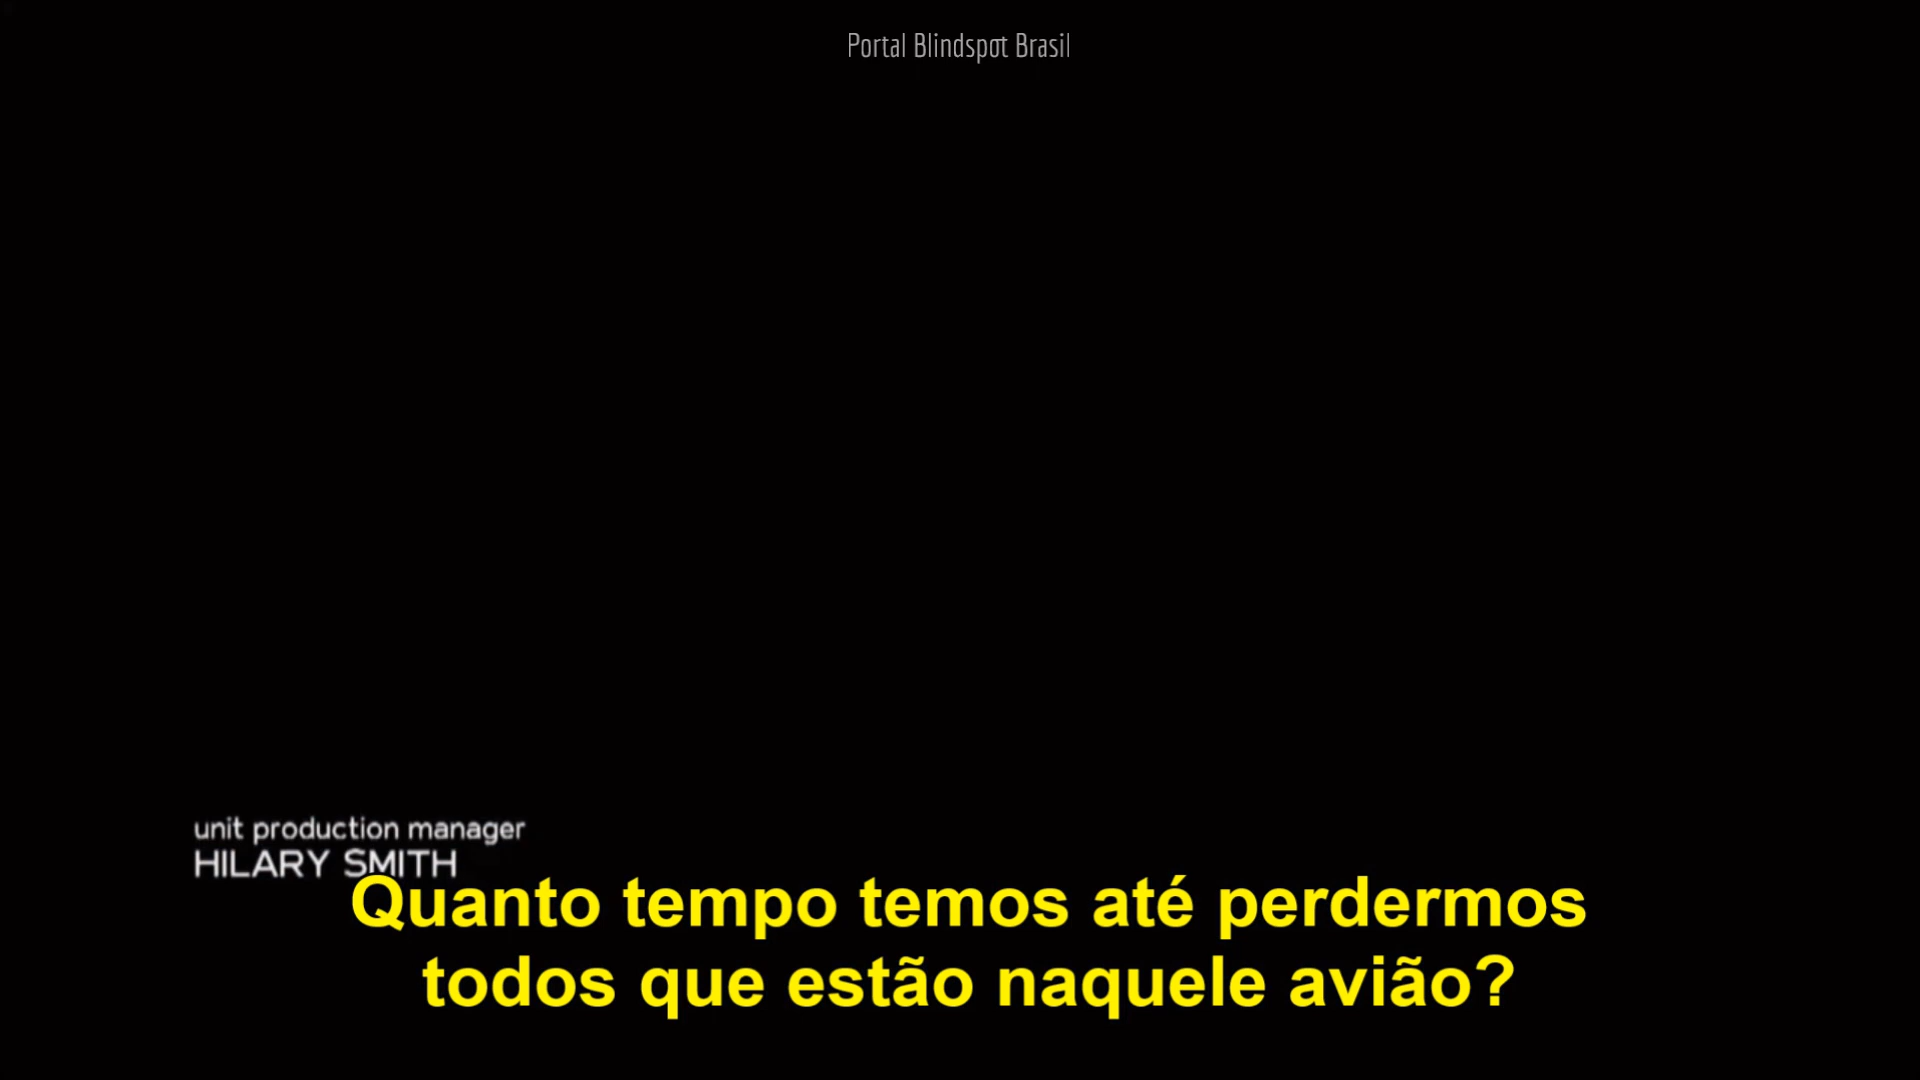 Portal Blindspot Brasil
unit production manager
HILARY SMITH
Quanto tempo temos até perdermos
todos que estão naquele avião?